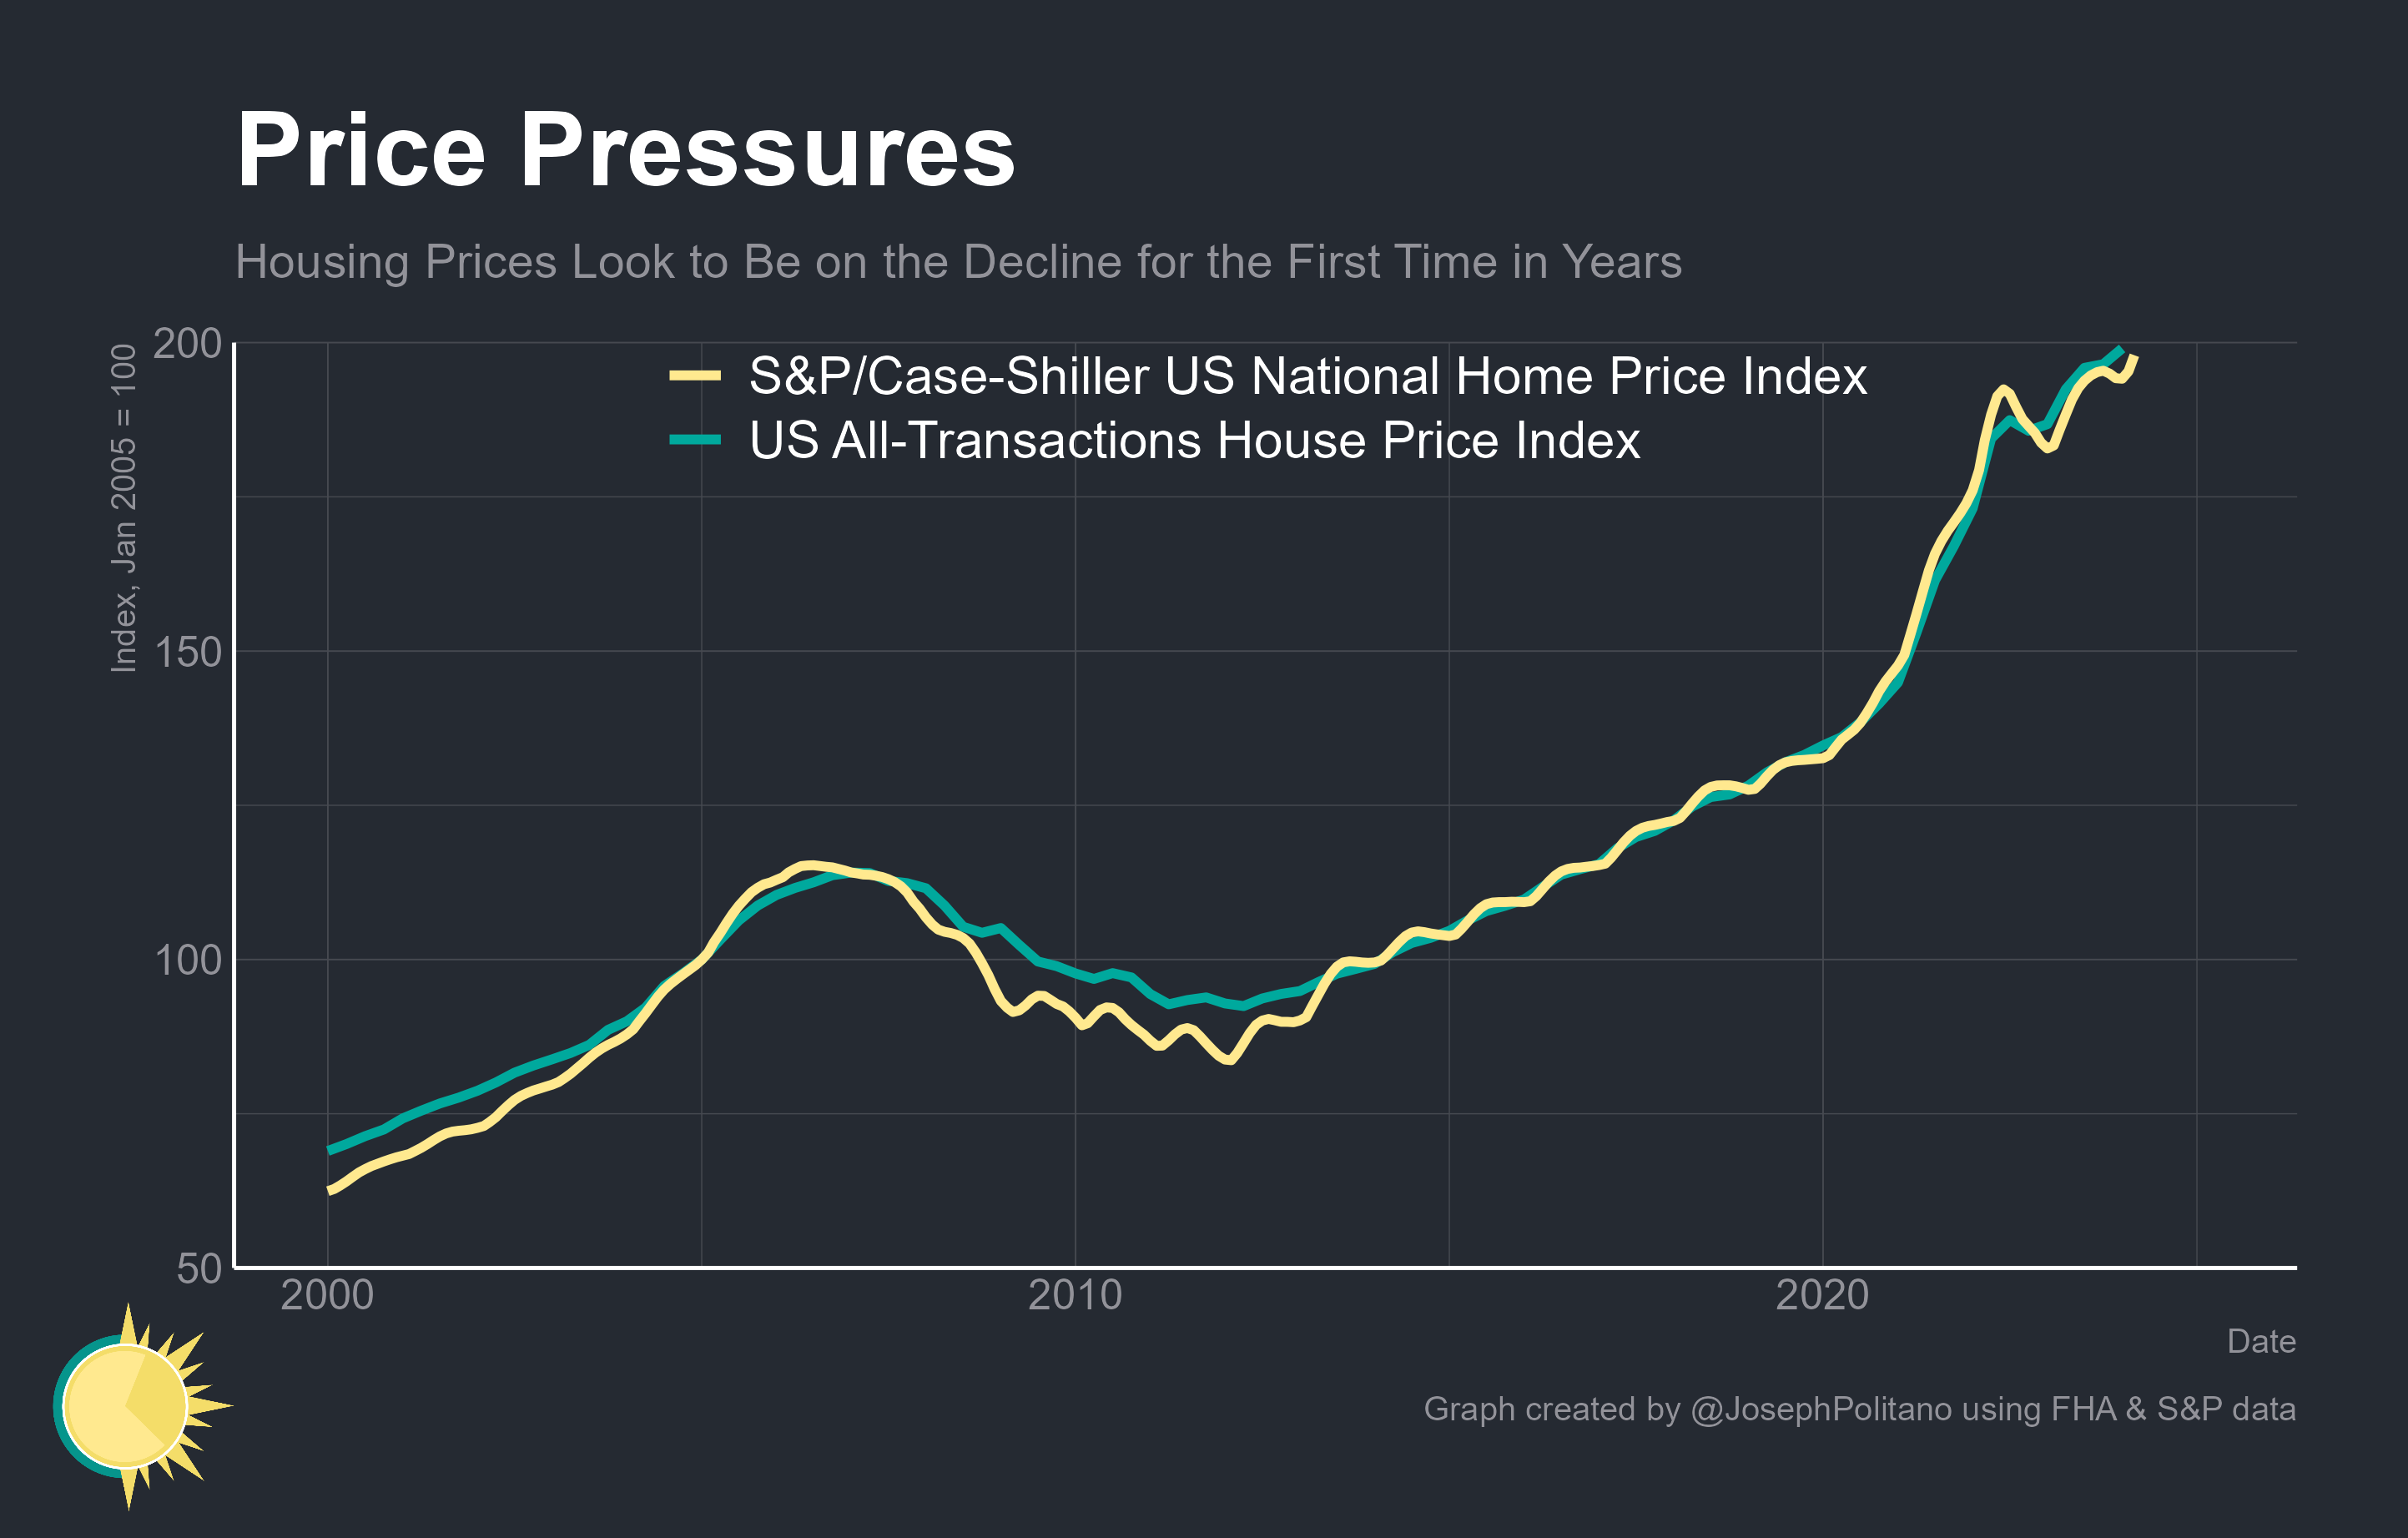 Price Pressures
Housing Prices Look to Be on the Decline for the First Time in Years
Index, Jan 2005 = 100
200
150
100
50
S&P/Case-Shiller US National Home Price Index
US All-Transactions House Price Index
2000
2010
2020
Date
Graph created by @JosephPolitano using FHA & S&P data